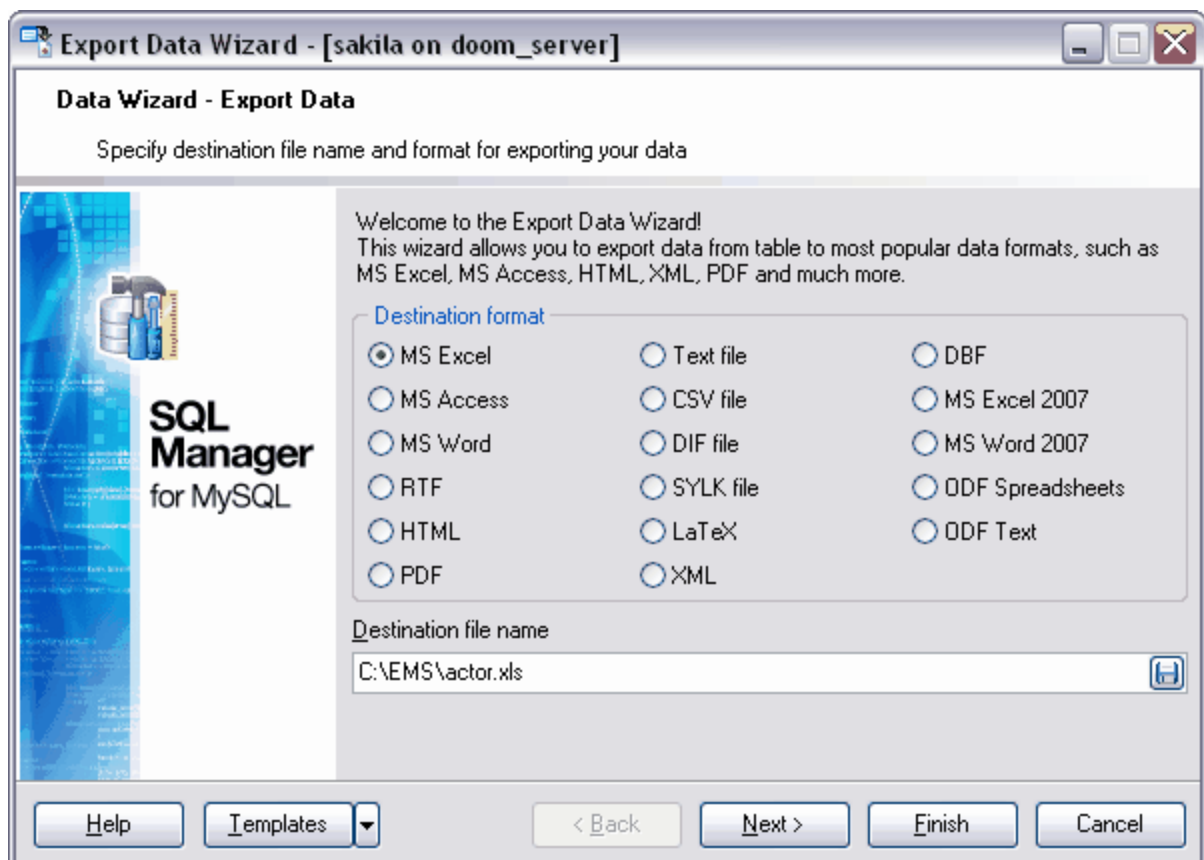 Export Data Wizard - [sakila on doom_server]
Data Wizard - Export Data
Specify destination file name and format for exporting your data
Welcome to the Export Data Wizard!
This wizard allows you to export data from table to most popular data formats, such as
MS Excel, MS Access, HTML, XML, PDF and much more.
SQL
Manager
for MySQL
Destination format
MS Excel
MS Access
MS Word
RTF
HTML
PDF
Text file
CSV file
DIF file
SYLK file
LaTeX
XML
DBF
MS Excel 2007
MS Word 2007
ODF Spreadsheets
ODF Text
Destination file name
C:\EMS\actor.xls
Help
Templates
< Back
Next >
Finish
Cancel